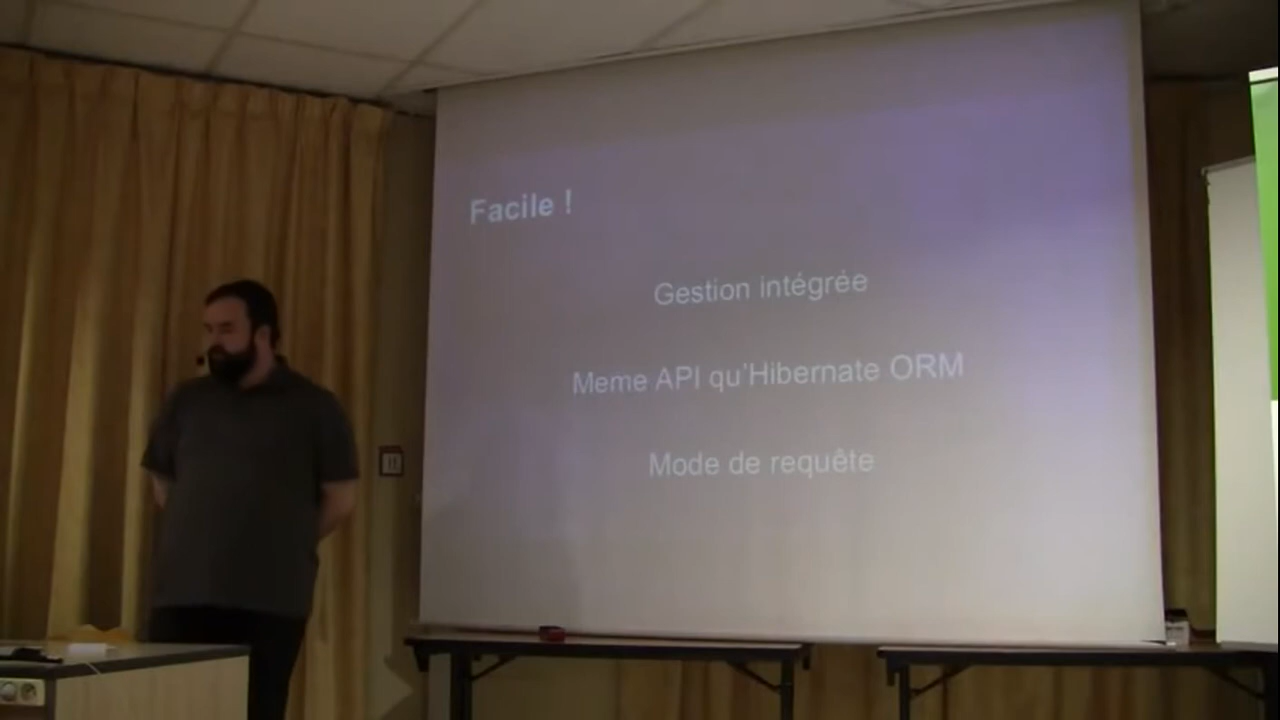 Facile !
Gestion intégrée
Meme API qu'Hibernate ORM
Mode de requête